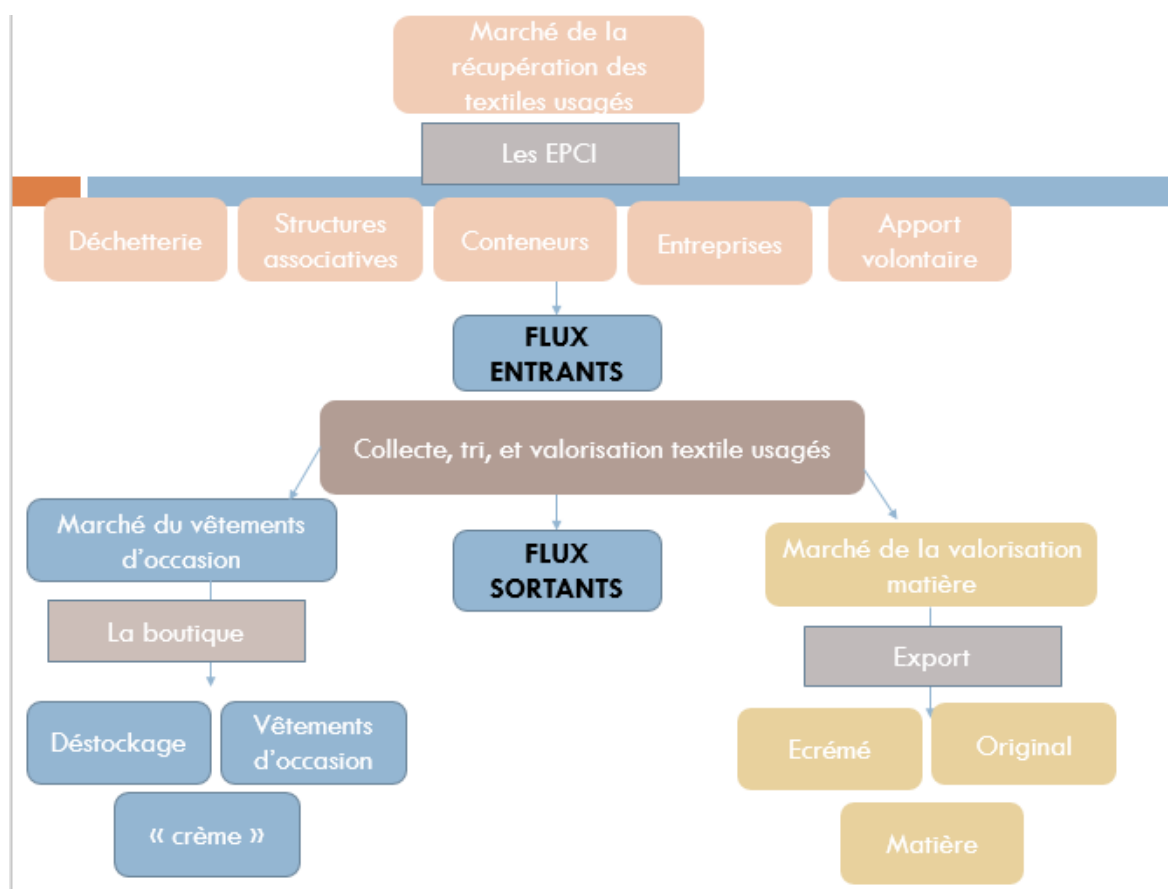 Marché de la
récupération des
textiles usagés
Les EPCI
Déchetterie
Structures
associatives
Conteneurs
Entreprises
Apport
volontaire
FLUX
ENTRANTS
Collecte, tri, et valorisation textile usagés
Marché du vêtements
d'occasion
FLUX
SORTANTS
Marché de la valorisation
matière
La boutique
Export
Déstockage
Vêtements
d'occasion
« crème »
Ecrémé
Original
Matière